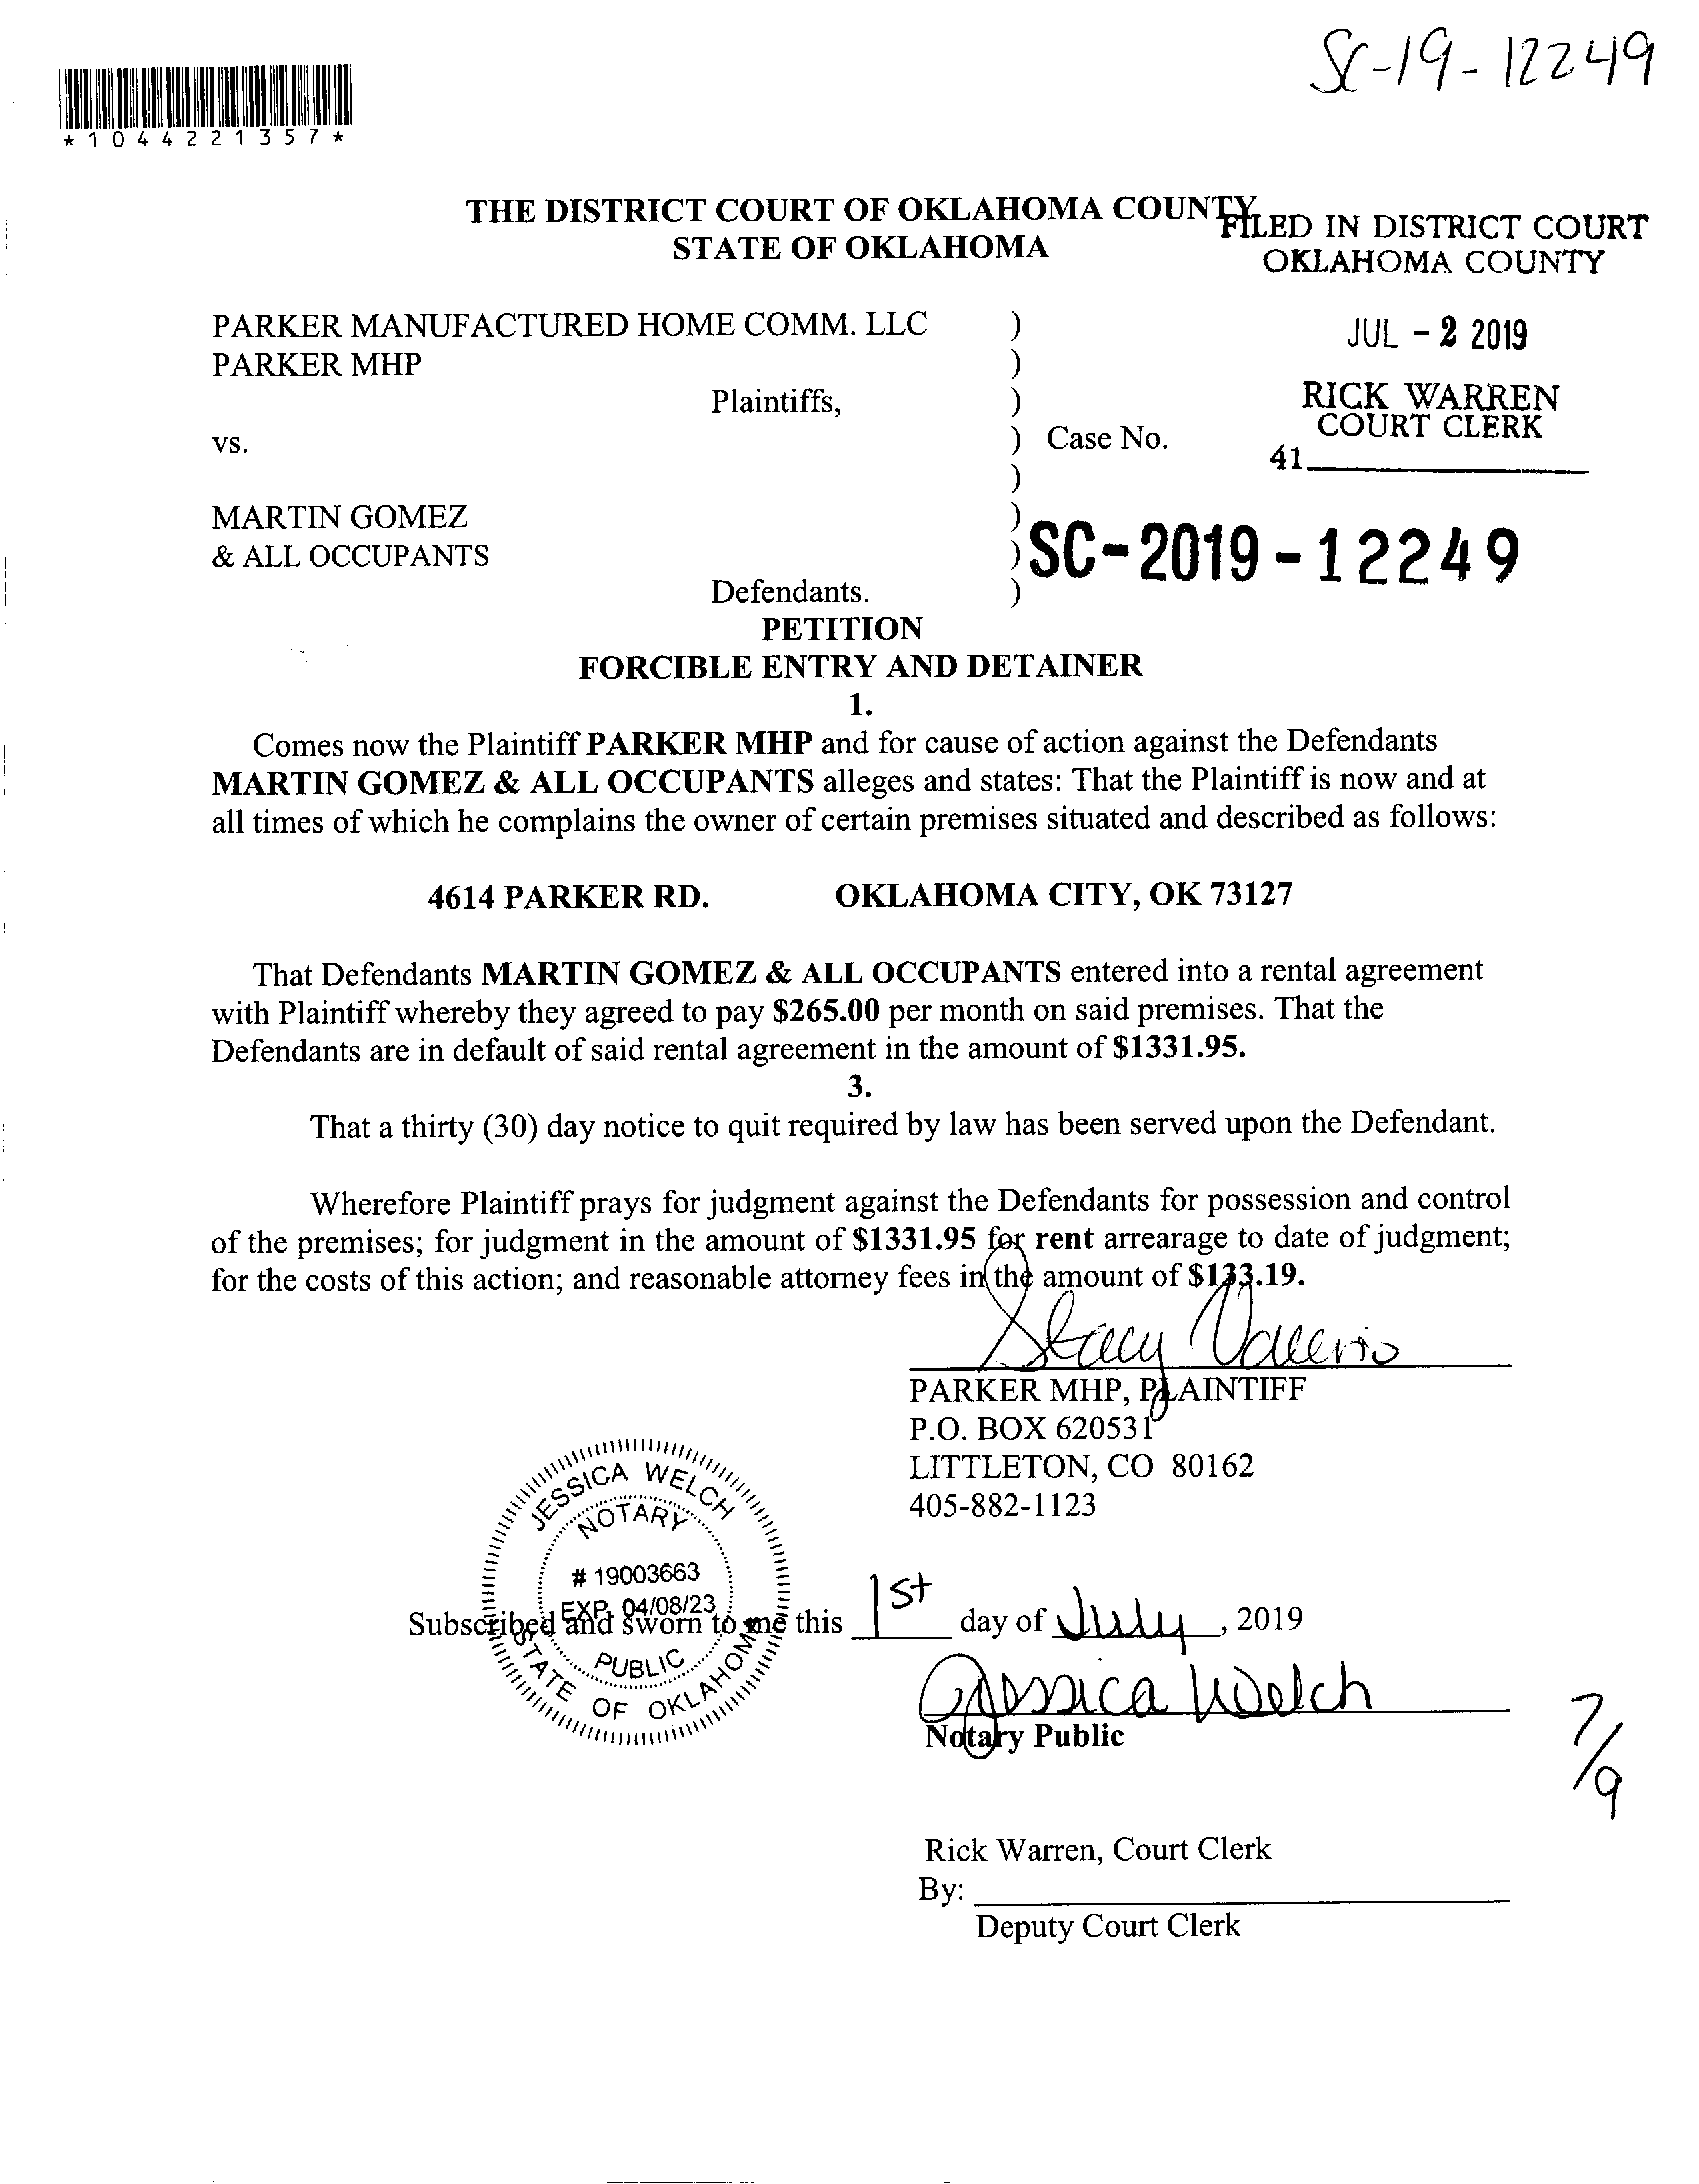 SC-19-12249
*1044221357*
THE DISTRICT COURT OF OKLAHOMA COUNTY
STATE OF OKLAHOMA
FILED IN DISTRICT COURT
OKLAHOMA COUNTY
JUL - 2 2019
RICK WARREN
COURT CLERK
41
PARKER MANUFACTURED HOME COMM. LLC )
PARKER MHP )
Plaintiffs, )
vs. ) Case No.
)
MARTIN GOMEZ )
& ALL OCCUPANTS ) SC-2019-12249
Defendants. )
PETITION
FORCIBLE ENTRY AND DETAINER
1.
Comes now the Plaintiff PARKER MHP and for cause of action against the Defendants
MARTIN GOMEZ & ALL OCCUPANTS alleges and states: That the Plaintiff is now and at
all times of which he complains the owner of certain premises situated and described as follows:
4614 PARKER RD. OKLAHOMA CITY, OK 73127
That Defendants MARTIN GOMEZ & ALL OCCUPANTS entered into a rental agreement
with Plaintiff whereby they agreed to pay $265.00 per month on said premises. That the
Defendants are in default of said rental agreement in the amount of $1331.95.
3.
That a thirty (30) day notice to quit required by law has been served upon the Defendant.
Wherefore Plaintiff prays for judgment against the Defendants for possession and control
of the premises; for judgment in the amount of $1331.95 for rent arrearage to date of judgment;
for the costs of this action; and reasonable attorney fees in the amount of $133.19.
Stacy Valerio
PARKER MHP, PLAINTIFF
P.O. BOX 620531
LITTLETON, CO 80162
405-882-1123
JESSICA WELCH
NOTARY
# 19003663
EXP. 04/08/23
PUBLIC
STATE OF OKLAHOMA
Subscribed and sworn to me this 1st day of July, 2019
Jessica Welch
Notary Public
7/9
Rick Warren, Court Clerk
By:
Deputy Court Clerk